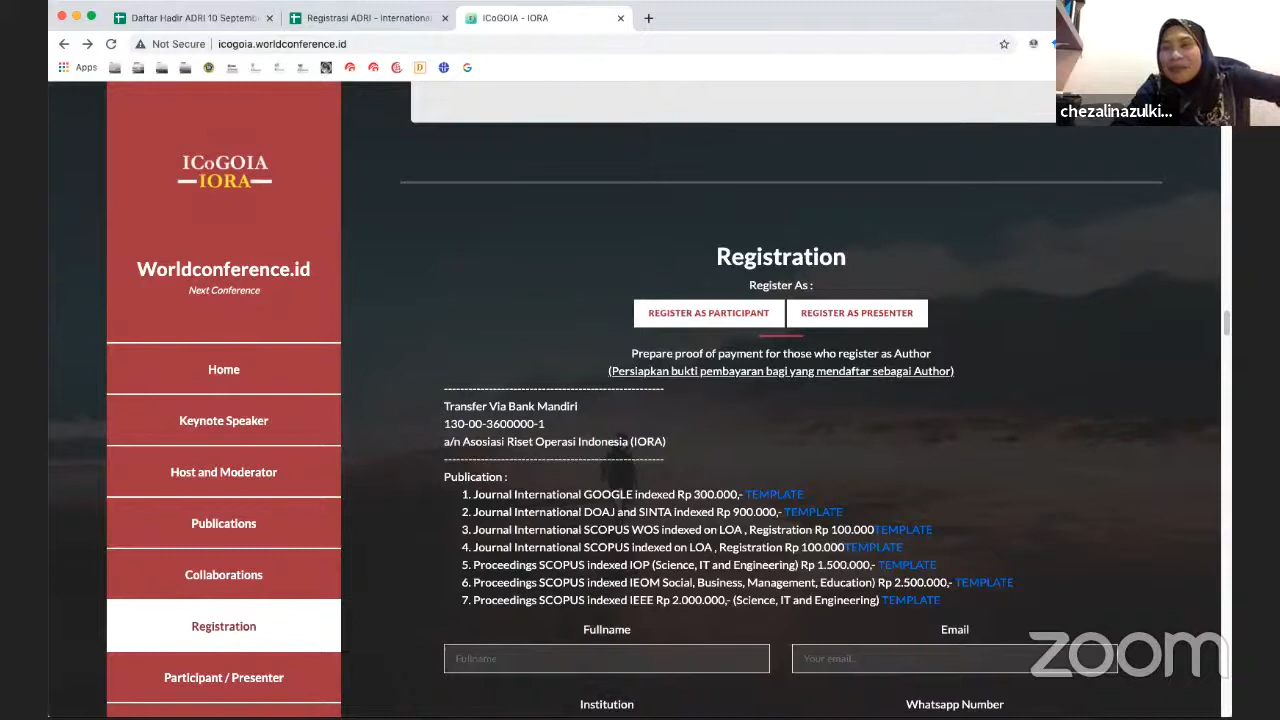 Daftar Hadir ADRI 10 Septemb
Registrasi ADRI - Internationa
ICoGOIA - IORA
Not Secure
icogoia.worldconference.id
Apps
chezalinazulki...
ICoGOIA
IORA
Worldconference.id
Next Conference
Home
Keynote Speaker
Host and Moderator
Publications
Collaborations
Registration
Participant / Presenter
Registration
Register As :
REGISTER AS PARTICIPANT
REGISTER AS PRESENTER
Prepare proof of payment for those who register as Author
(Persiapkan bukti pembayaran bagi yang mendaftar sebagai Author)
-------------------------------------------------------
Transfer Via Bank Mandiri
130-00-3600000-1
a/n Asosiasi Riset Operasi Indonesia (IORA)
-------------------------------------------------------
Publication :
1. Journal International GOOGLE indexed Rp 300.000,- TEMPLATE
2. Journal International DOAJ and SINTA indexed Rp 900.000,- TEMPLATE
3. Journal International SCOPUS WOS indexed on LOA , Registration Rp 100.000TEMPLATE
4. Journal International SCOPUS indexed on LOA , Registration Rp 100.000TEMPLATE
5. Proceedings SCOPUS indexed IOP (Science, IT and Engineering) Rp 1.500.000,- TEMPLATE
6. Proceedings SCOPUS indexed IEOM Social, Business, Management, Education) Rp 2.500.000,- TEMPLATE
7. Proceedings SCOPUS indexed IEEE Rp 2.000.000,- (Science, IT and Engineering) TEMPLATE
Fullname
Email
Fullname
Your email..
Institution
Whatsapp Number
zoom